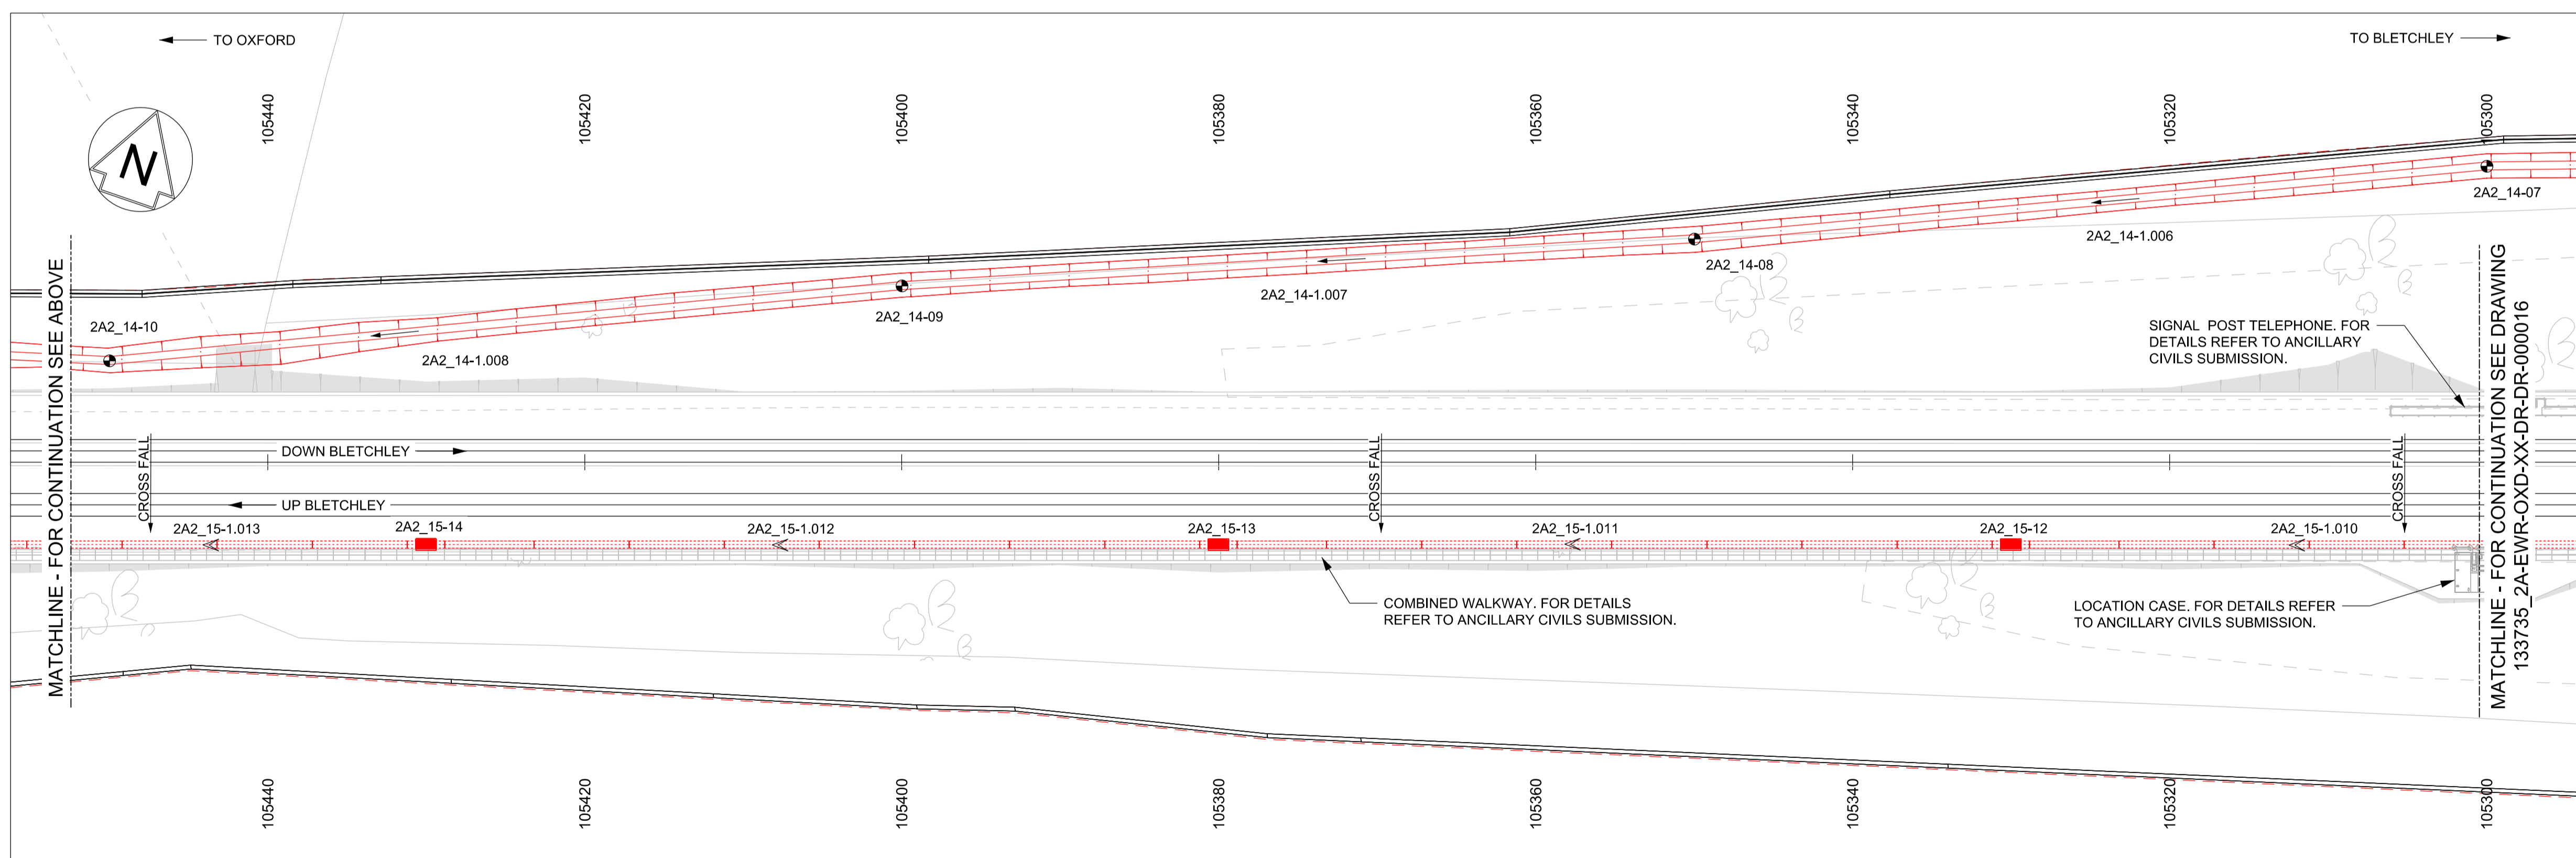 TO OXFORD
TO BLETCHLEY
105440
105420
105400
105380
105360
105340
105320
105300
N
2A2_14-07
2A2_14-1.006
2A2_14-08
2A2_14-1.007
2A2_14-09
2A2_14-10
2A2_14-1.008
MATCHLINE - FOR CONTINUATION SEE ABOVE
SIGNAL POST TELEPHONE. FOR
DETAILS REFER TO ANCILLARY
CIVILS SUBMISSION.
MATCHLINE - FOR CONTINUATION SEE DRAWING
133735_2A-EWR-OXD-XX-DR-DR-000016
CROSS FALL
DOWN BLETCHLEY
CROSS FALL
CROSS FALL
UP BLETCHLEY
2A2_15-1.013
2A2_15-14
2A2_15-1.012
2A2_15-13
2A2_15-1.011
2A2_15-12
2A2_15-1.010
COMBINED WALKWAY. FOR DETAILS
REFER TO ANCILLARY CIVILS SUBMISSION.
LOCATION CASE. FOR DETAILS REFER
TO ANCILLARY CIVILS SUBMISSION.
105440
105420
105400
105380
105360
105340
105320
105300